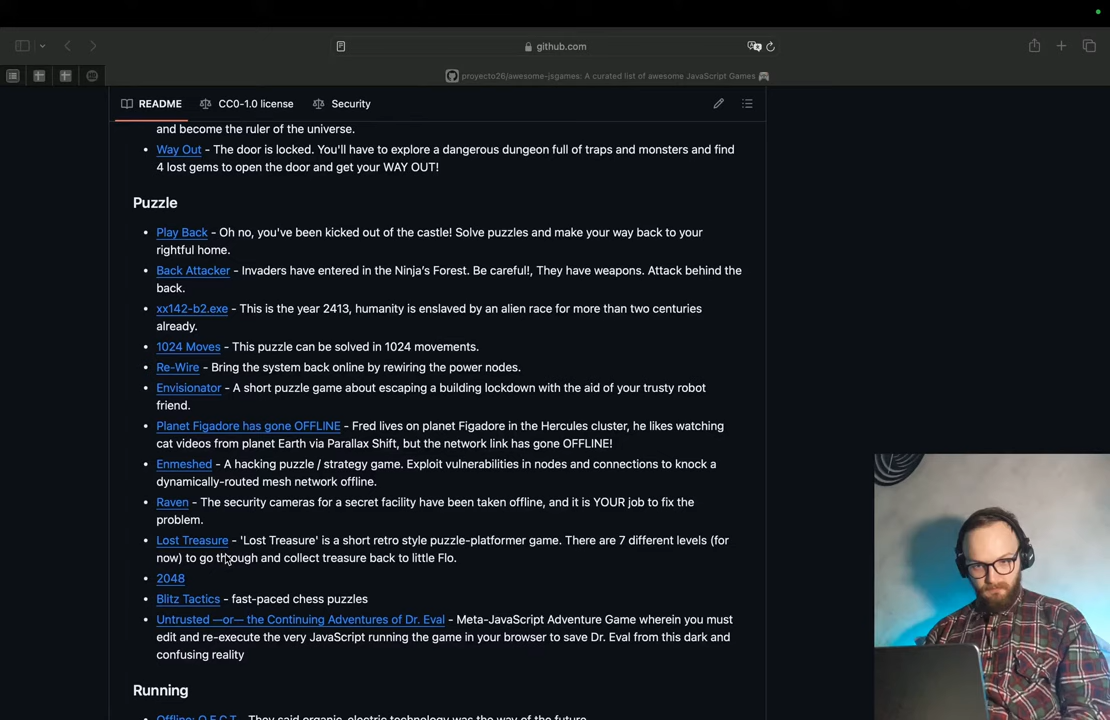 github.com
proyecto26/awesome-jsgames: A curated list of awesome JavaScript Games 🎮
README CC0-1.0 license Security
and become the ruler of the universe.
• Way Out - The door is locked. You'll have to explore a dangerous dungeon full of traps and monsters and find
4 lost gems to open the door and get your WAY OUT!
Puzzle
• Play Back - Oh no, you've been kicked out of the castle! Solve puzzles and make your way back to your
rightful home.
• Back Attacker - Invaders have entered in the Ninja’s Forest. Be careful!, They have weapons. Attack behind the
back.
• xx142-b2.exe - This is the year 2413, humanity is enslaved by an alien race for more than two centuries
already.
• 1024 Moves - This puzzle can be solved in 1024 movements.
• Re-Wire - Bring the system back online by rewiring the power nodes.
• Envisionator - A short puzzle game about escaping a building lockdown with the aid of your trusty robot
friend.
• Planet Figadore has gone OFFLINE - Fred lives on planet Figadore in the Hercules cluster, he likes watching
cat videos from planet Earth via Parallax Shift, but the network link has gone OFFLINE!
• Enmeshed - A hacking puzzle / strategy game. Exploit vulnerabilities in nodes and connections to knock a
dynamically-routed mesh network offline.
• Raven - The security cameras for a secret facility have been taken offline, and it is YOUR job to fix the
problem.
• Lost Treasure - 'Lost Treasure' is a short retro style puzzle-platformer game. There are 7 different levels (for
now) to go through and collect treasure back to little Flo.
• 2048
• Blitz Tactics - fast-paced chess puzzles
• Untrusted —or— the Continuing Adventures of Dr. Eval - Meta-JavaScript Adventure Game wherein you must
edit and re-execute the very JavaScript running the game in your browser to save Dr. Eval from this dark and
confusing reality
Running
• Offline: O.E.C.T. - They said organic, electric technology was the way of the future.